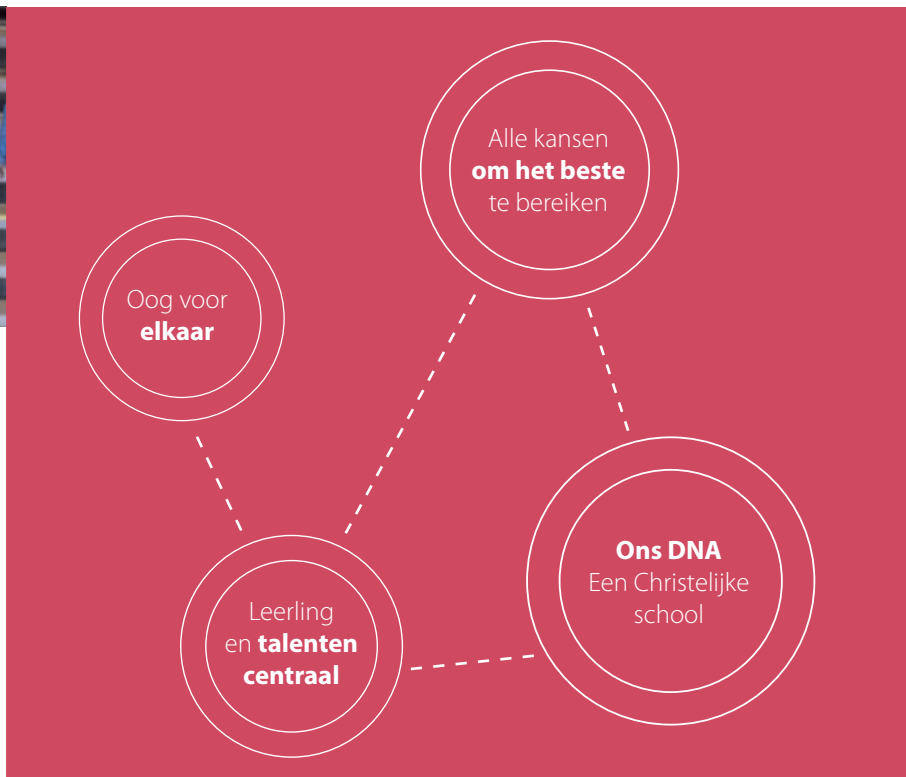 Alle kansen
om het beste
te bereiken
Oog voor
elkaar
Ons DNA
Een Christelijke
school
Leerling
en talenten
centraal